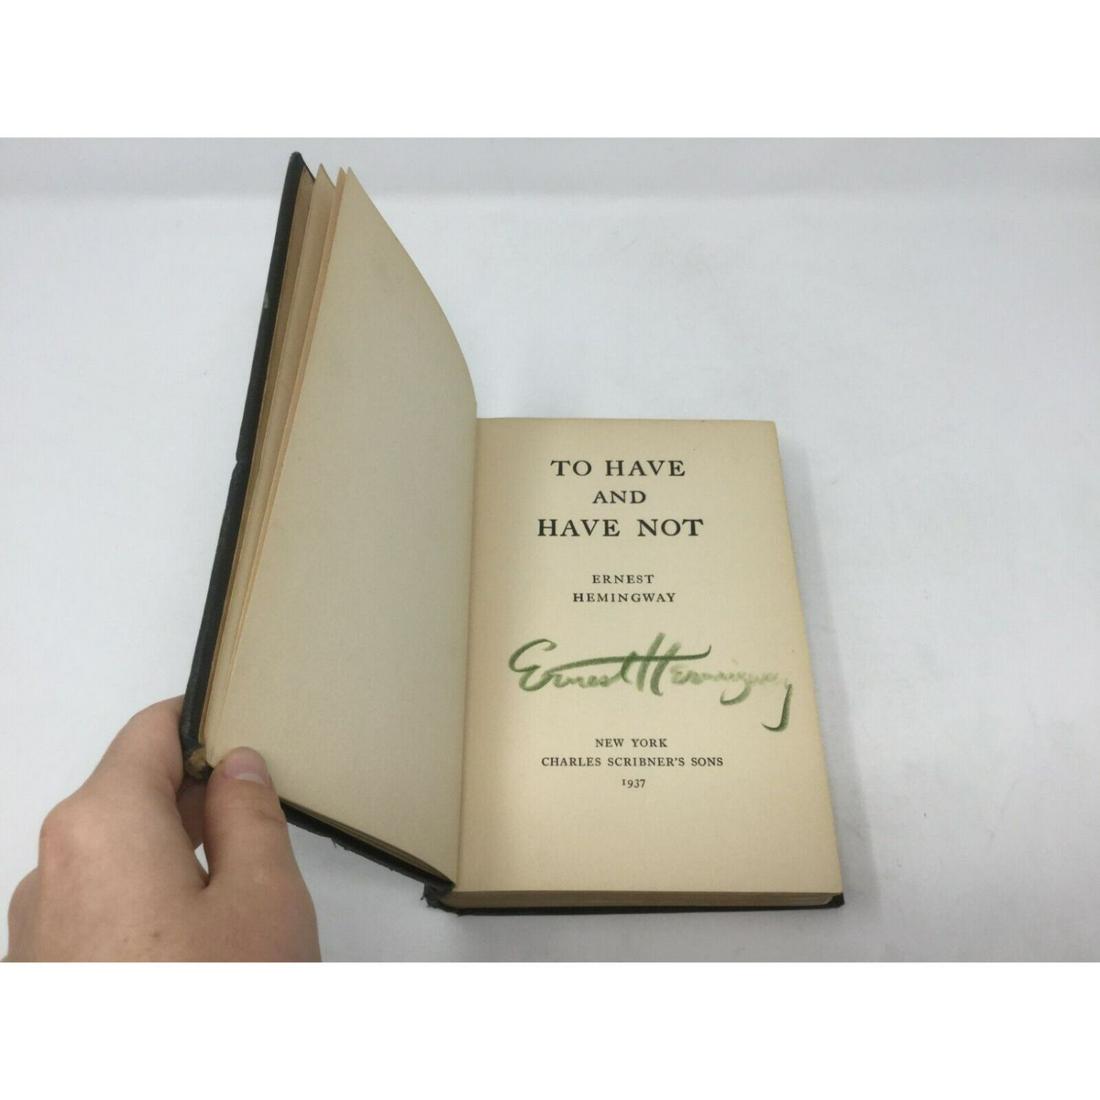 TO HAVE
AND
HAVE NOT
ERNEST
HEMINGWAY
Ernest Hemingway
NEW YORK
CHARLES SCRIBNER'S SONS
1937